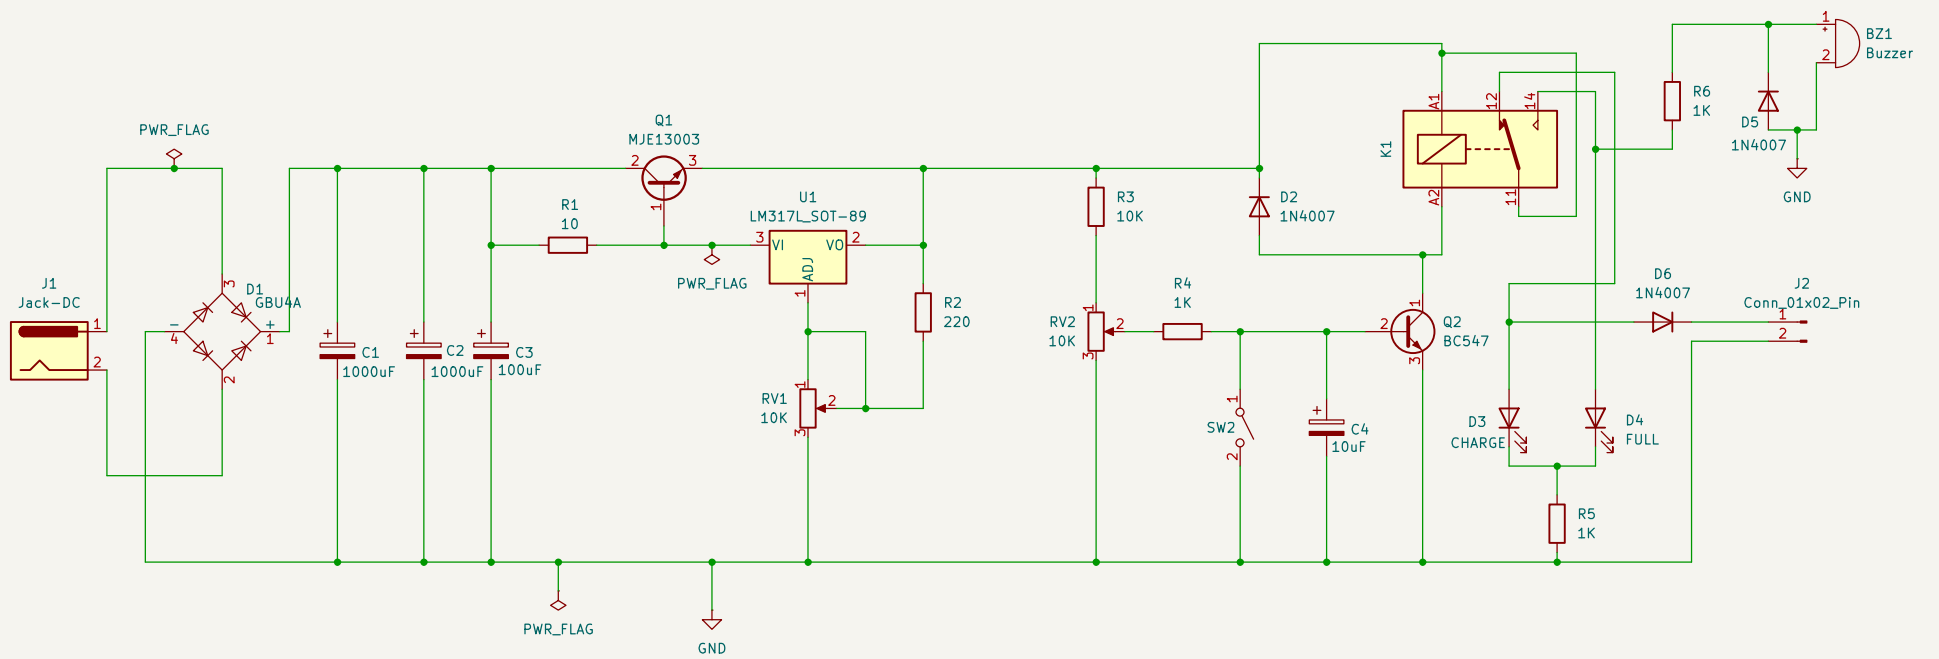 PWR_FLAG
J1
Jack-DC
1
2
D1
GBU4A
3
−
4
+
1
2
+
C1
1000uF
+
C2
1000uF
+
C3
100uF
R1
10
Q1
MJE13003
2
3
1
PWR_FLAG
U1
LM317L_SOT-89
3
VI
VO
2
ADJ
1
R2
220
RV1
10K
1
2
3
PWR_FLAG
GND
R3
10K
RV2
10K
1
2
3
R4
1K
SW2
1
2
+
C4
10uF
D2
1N4007
Q2
BC547
1
2
3
K1
A1
A2
12
14
11
R6
1K
D5
1N4007
GND
1
+
2
BZ1
Buzzer
D6
1N4007
J2
Conn_01x02_Pin
1
2
D3
CHARGE
D4
FULL
R5
1K